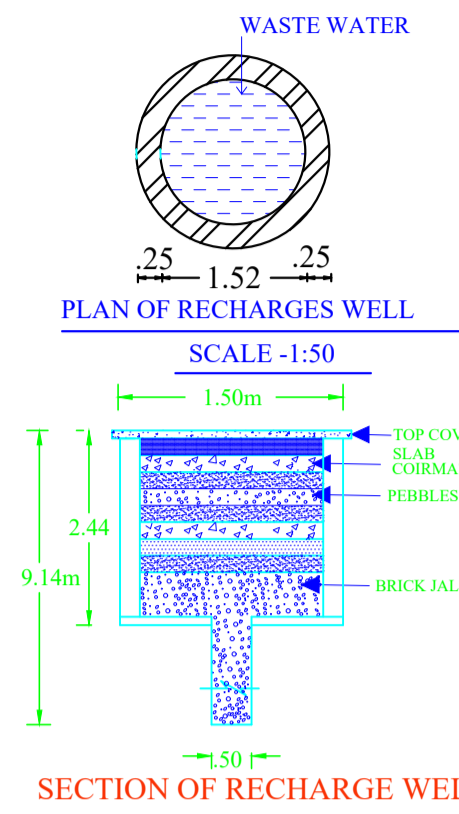 WASTE WATER
.25 1.52 .25
PLAN OF RECHARGES WELL
SCALE -1:50
1.50m
TOP COV
SLAB
COIRMA
PEBBLES
2.44
9.14m
BRICK JAL
.50
SECTION OF RECHARGE WEL